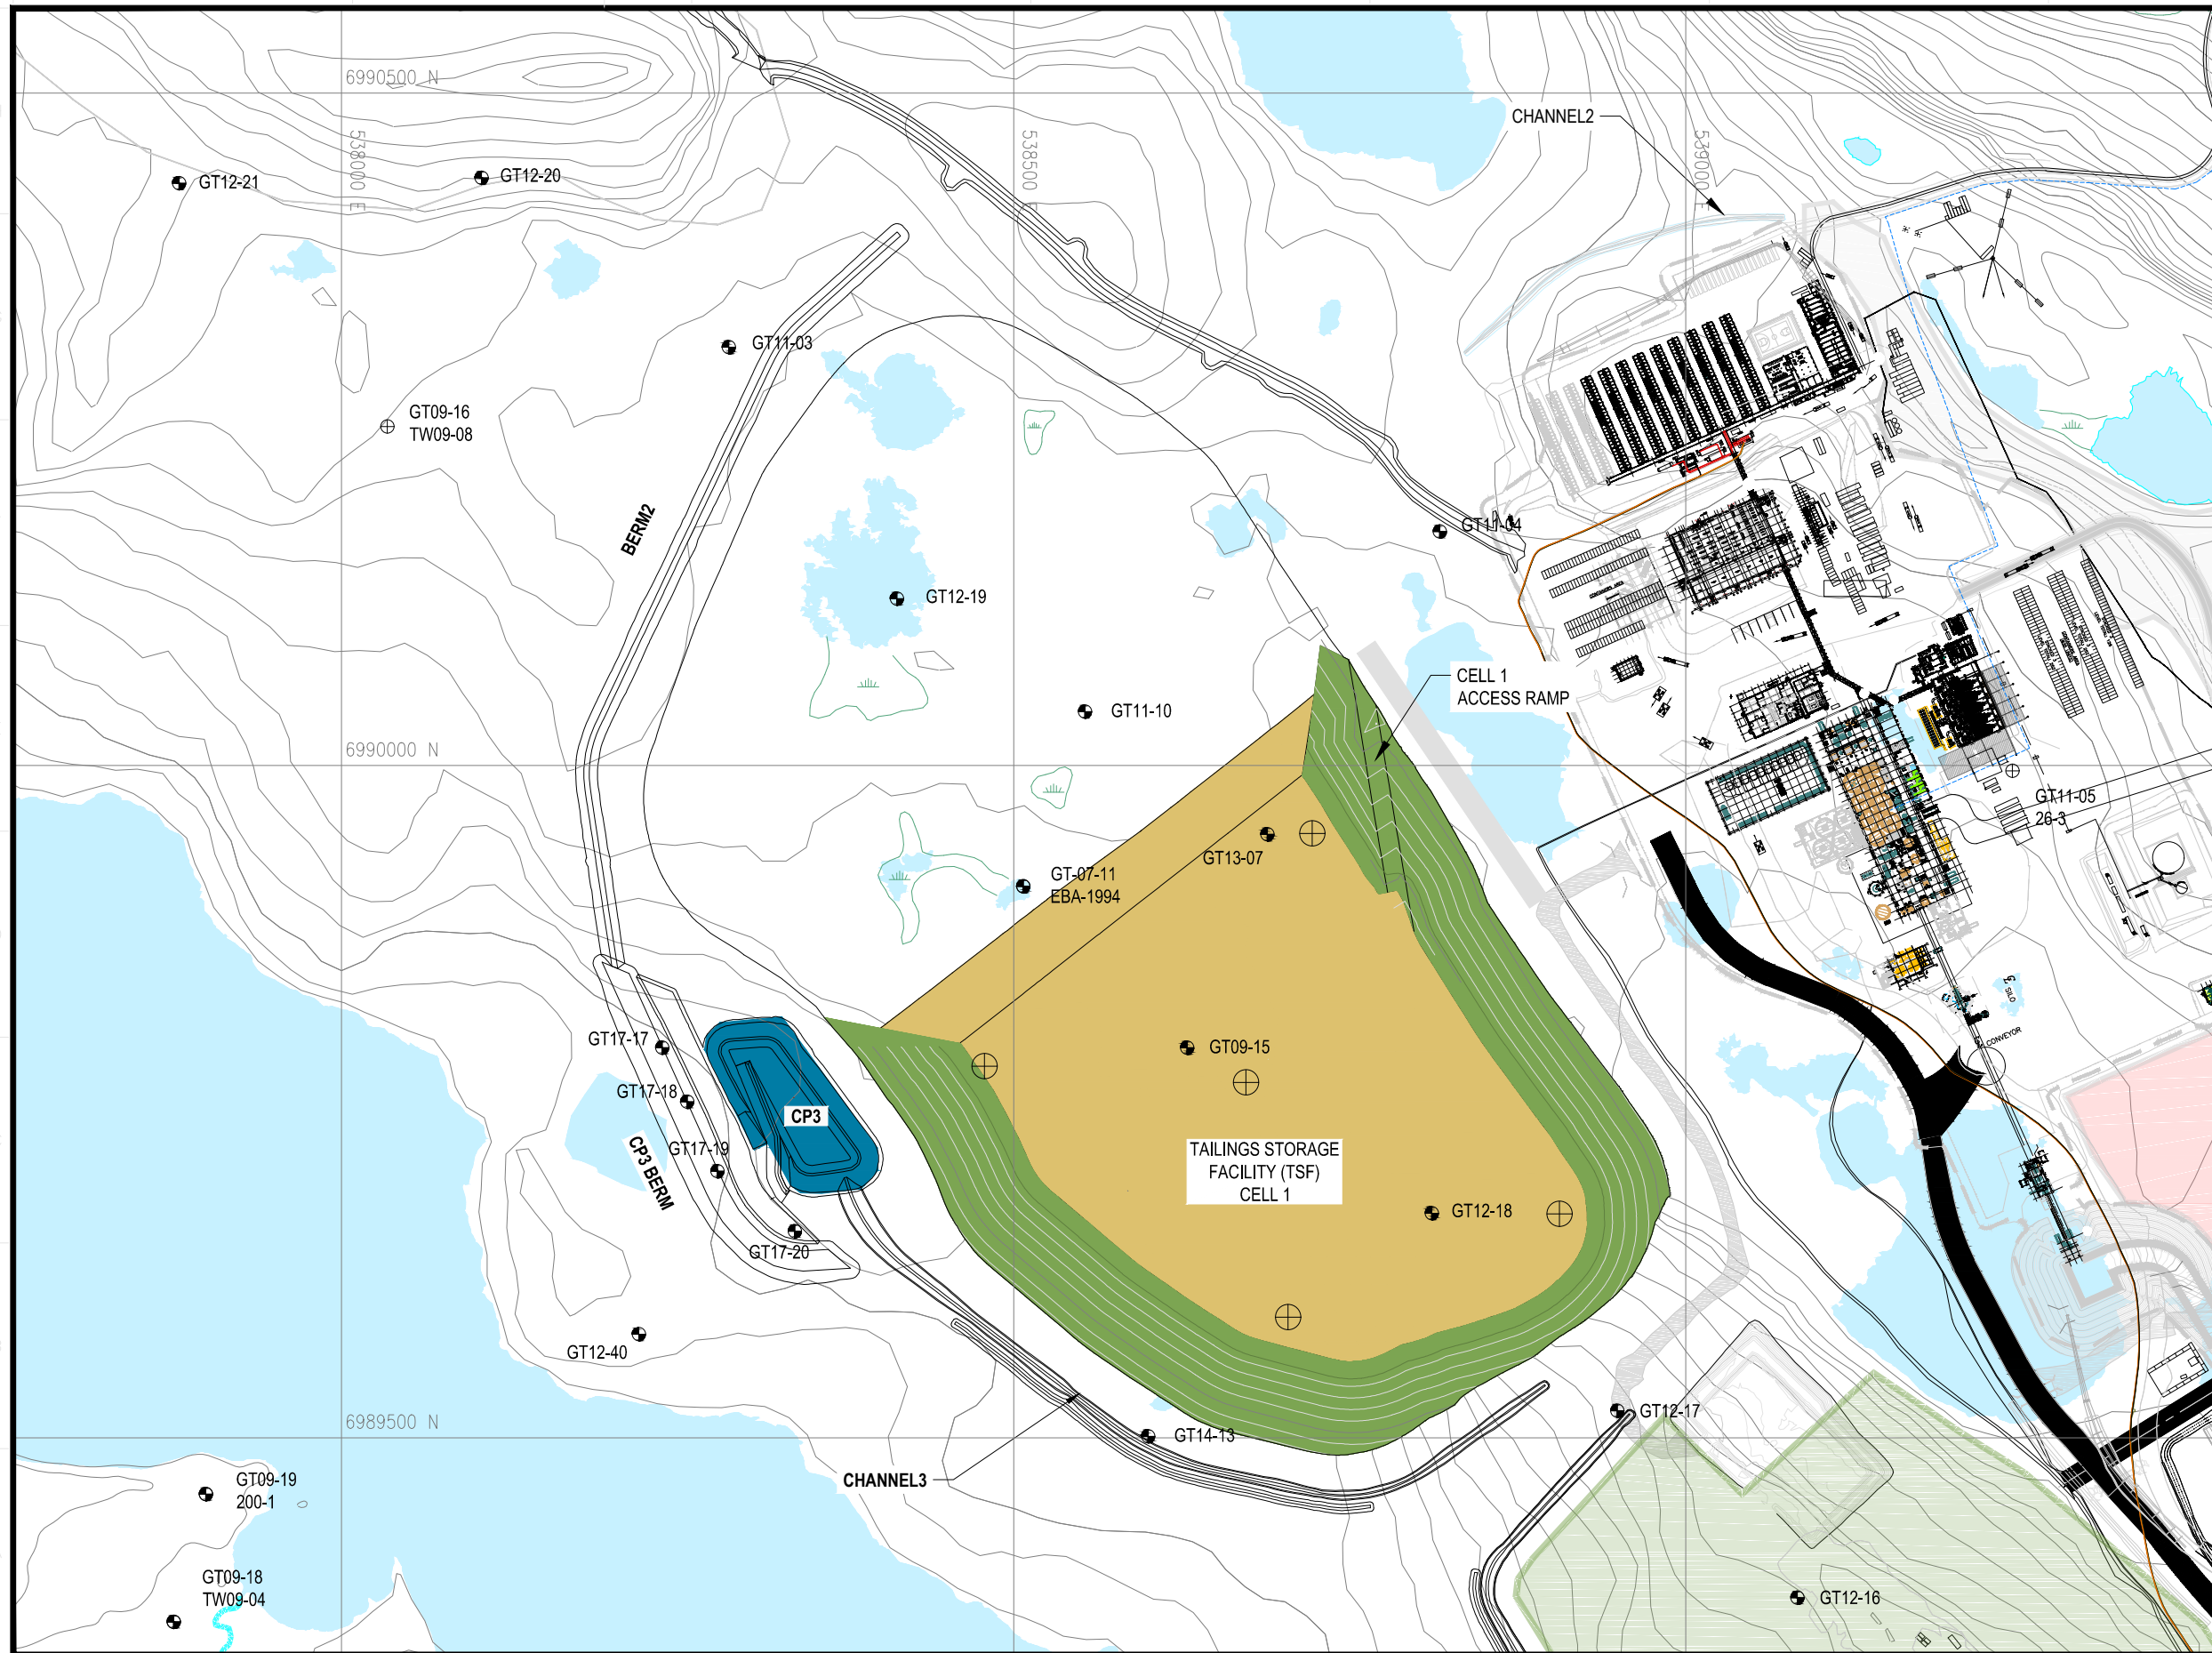 6990500 N
538000 E
538500 E
539000 E
CHANNEL2
GT12-21
GT12-20
GT11-03
GT09-16
TW09-08
BERM2
GT11-04
GT12-19
CELL 1
ACCESS RAMP
GT11-10
6990000 N
GT11-05
26-3
GT13-07
GT-07-11
EBA-1994
SILO
CONVEYOR
GT17-17
GT09-15
GT17-18
CP3
GT17-19
CP3 BERM
TAILINGS STORAGE
FACILITY (TSF)
CELL 1
GT12-18
GT17-20
GT12-40
6989500 N
GT12-17
GT14-13
CHANNEL3
GT09-19
200-1
GT09-18
TW09-04
GT12-16